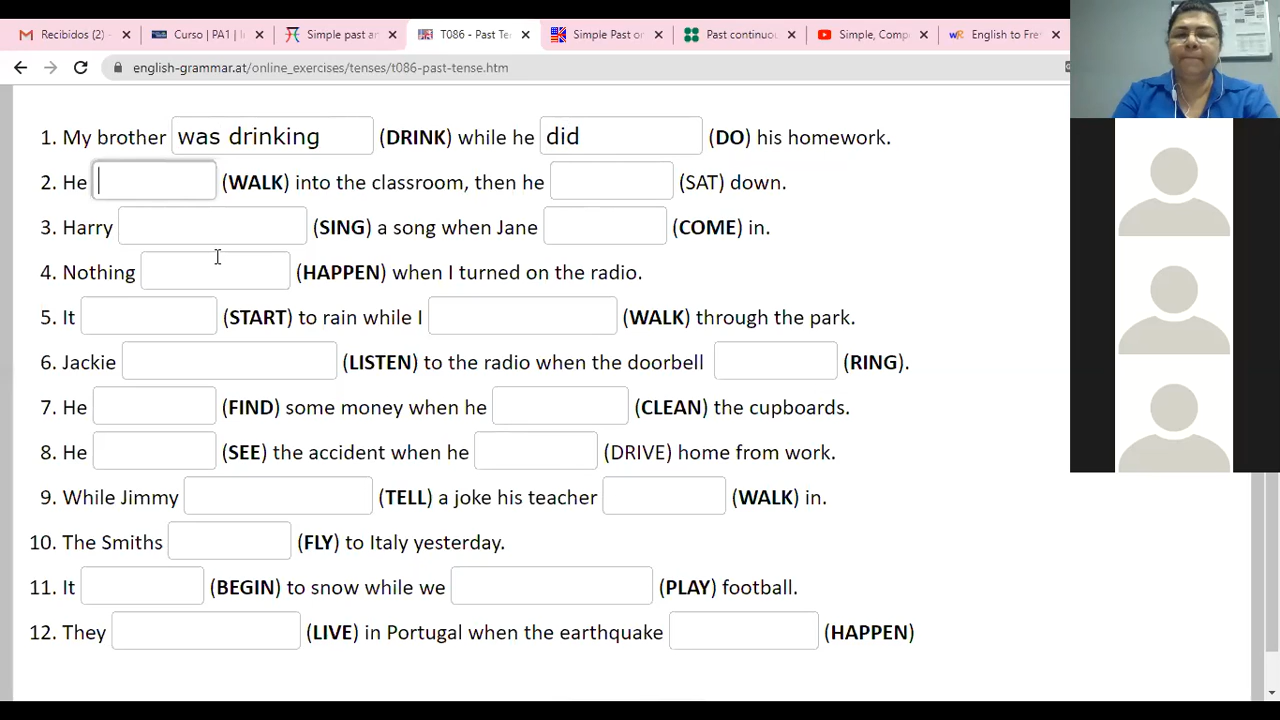 Recibidos (2) -
Curso | PA1 | Ic
Simple past ar
T086 - Past Te
Simple Past or
Past continuou
Simple, Comp
English to Fre
english-grammar.at/online_exercises/tenses/t086-past-tense.htm
1. My brother was drinking (DRINK) while he did (DO) his homework.
2. He (WALK) into the classroom, then he (SAT) down.
3. Harry (SING) a song when Jane (COME) in.
4. Nothing (HAPPEN) when I turned on the radio.
5. It (START) to rain while I (WALK) through the park.
6. Jackie (LISTEN) to the radio when the doorbell (RING).
7. He (FIND) some money when he (CLEAN) the cupboards.
8. He (SEE) the accident when he (DRIVE) home from work.
9. While Jimmy (TELL) a joke his teacher (WALK) in.
10. The Smiths (FLY) to Italy yesterday.
11. It (BEGIN) to snow while we (PLAY) football.
12. They (LIVE) in Portugal when the earthquake (HAPPEN)